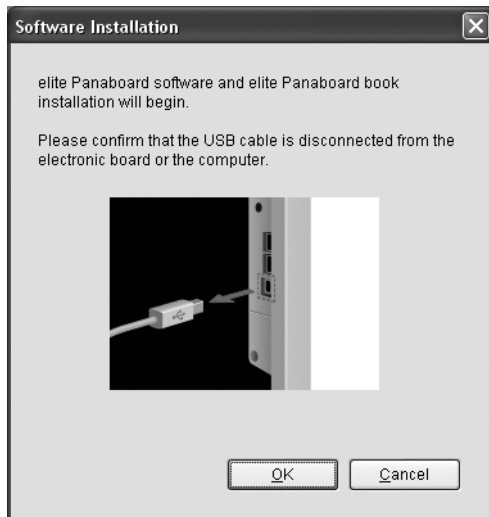 Software Installation
elite Panaboard software and elite Panaboard book
installation will begin.
Please confirm that the USB cable is disconnected from the
electronic board or the computer.
OK
Cancel